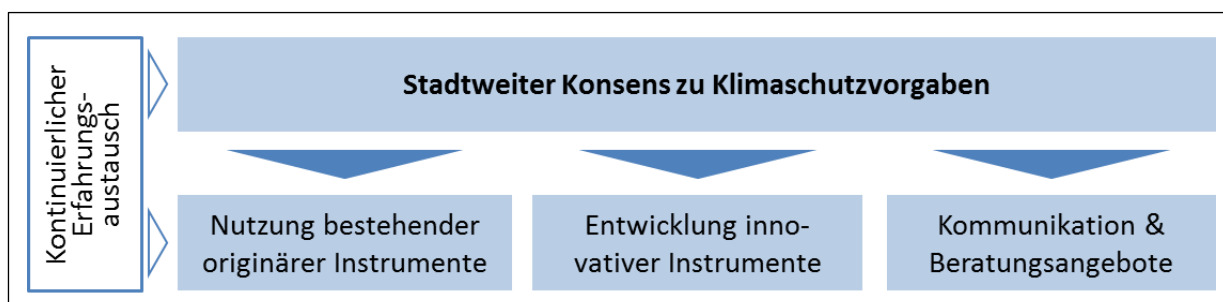 Kontinuierlicher
Erfahrungs-
austausch
Stadtweiter Konsens zu Klimaschutzvorgaben
Nutzung bestehender
originärer Instrumente
Entwicklung inno-
vativer Instrumente
Kommunikation &
Beratungsangebote